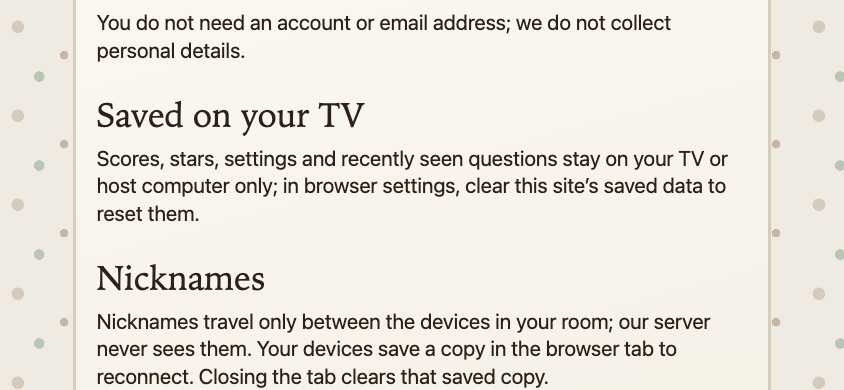 You do not need an account or email address; we do not collect
personal details.
Saved on your TV
Scores, stars, settings and recently seen questions stay on your TV or
host computer only; in browser settings, clear this site’s saved data to
reset them.
Nicknames
Nicknames travel only between the devices in your room; our server
never sees them. Your devices save a copy in the browser tab to
reconnect. Closing the tab clears that saved copy.